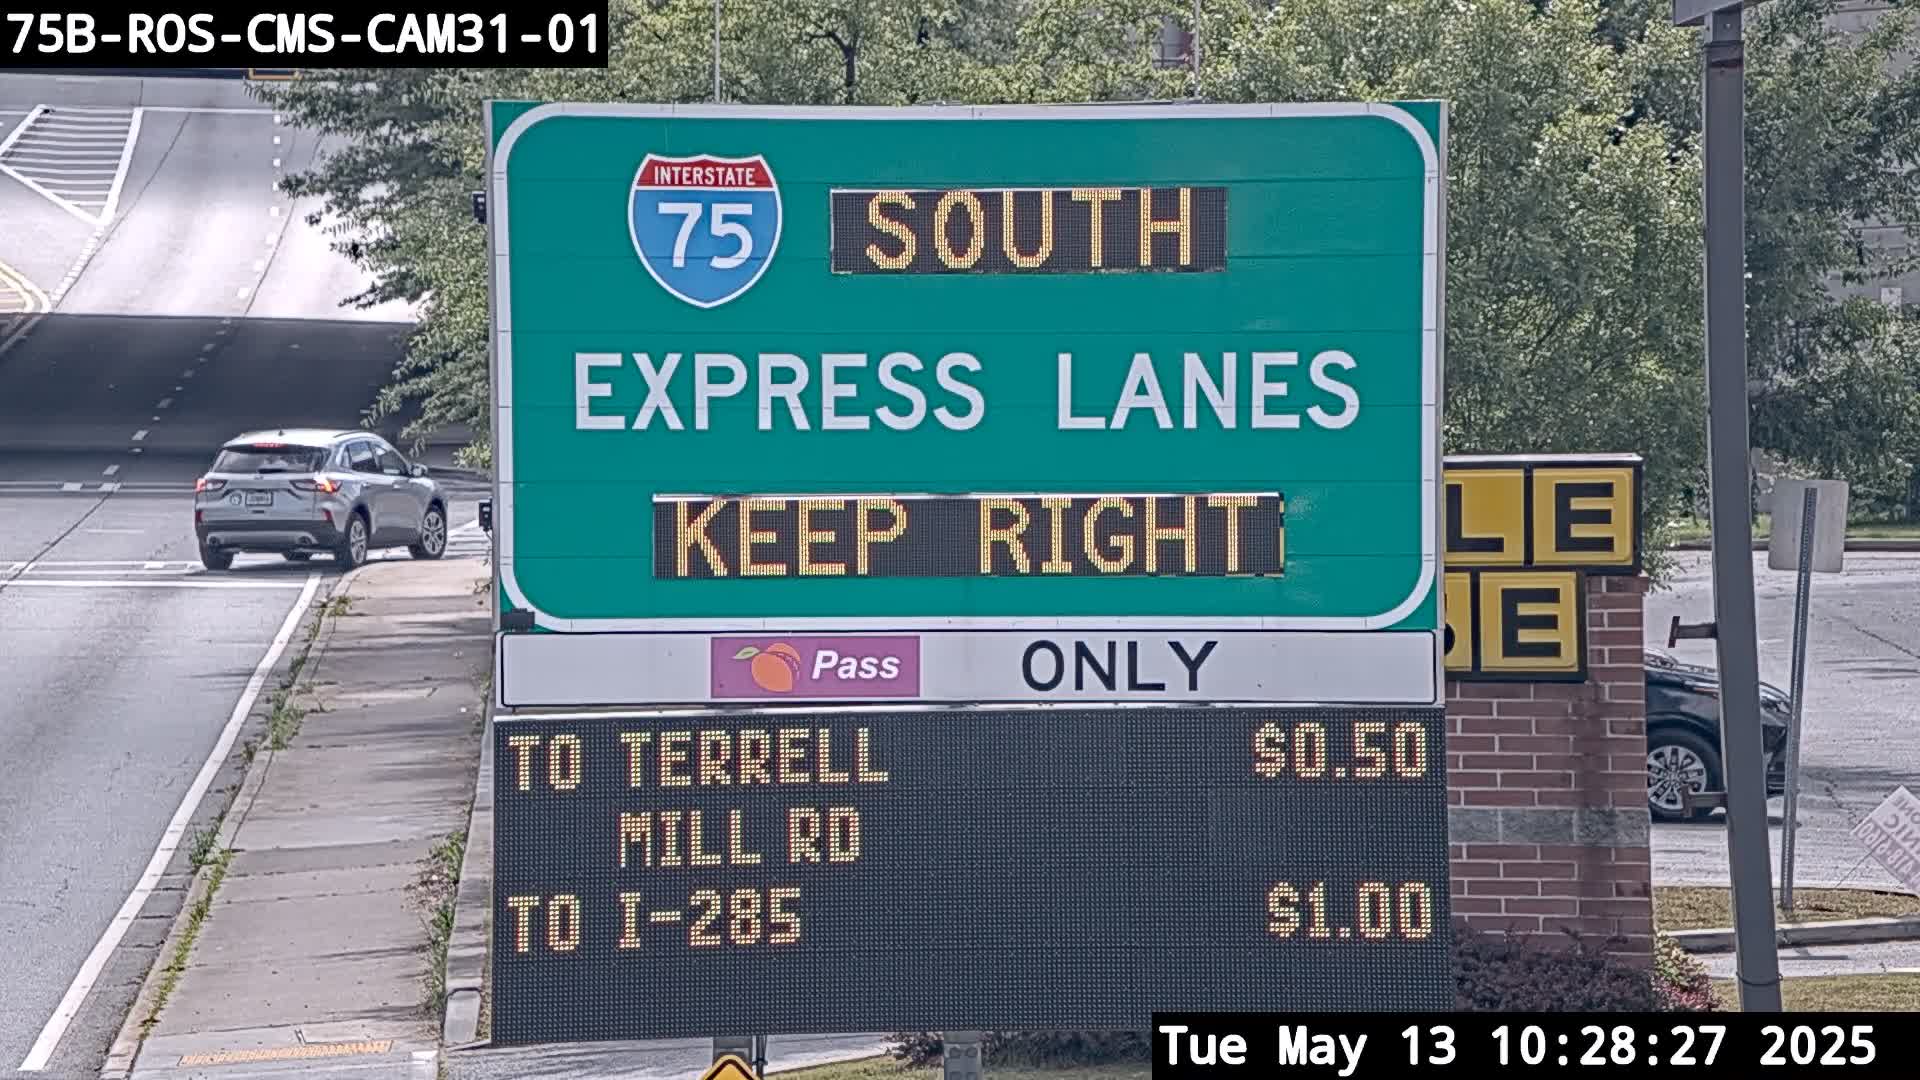 75B-ROS-CMS-CAM31-01
INTERSTATE
75
SOUTH
EXPRESS LANES
KEEP RIGHT
Pass ONLY
LE
E
TO TERRELL $0.50
MILL RD
TO I-285 $1.00
Tue May 13 10:28:27 2025